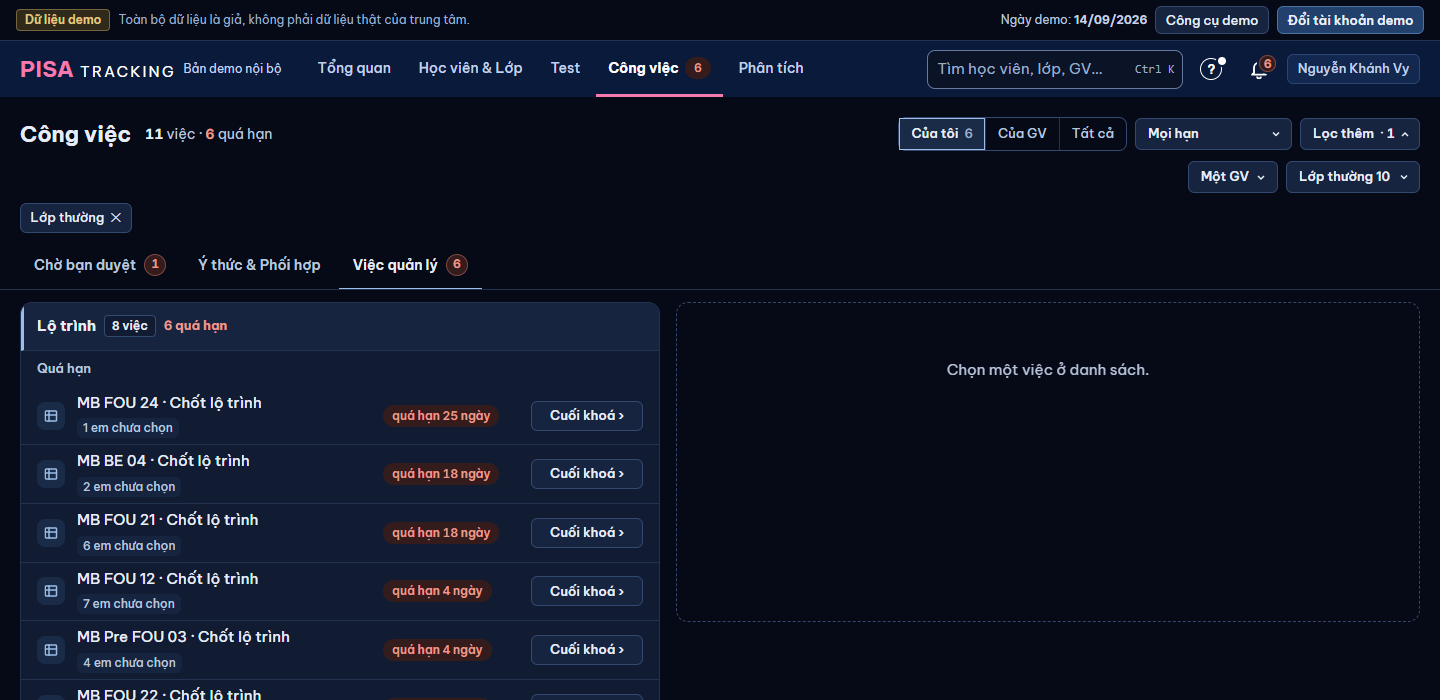 Dữ liệu demo Toàn bộ dữ liệu là giả, không phải dữ liệu thật của trung tâm. Ngày demo: 14/09/2026 Công cụ demo Đổi tài khoản demo
PISA TRACKING Bản demo nội bộ Tổng quan Học viên & Lớp Test Công việc 6 Phân tích Tìm học viên, lớp, GV... Ctrl K ? 6 Nguyễn Khánh Vy
Công việc 11 việc · 6 quá hạn Của tôi 6 Của GV Tất cả Mọi hạn Lọc thêm · 1
Một GV Lớp thường 10
Lớp thường
Chờ bạn duyệt 1 Ý thức & Phối hợp Việc quản lý 6
Lộ trình 8 việc 6 quá hạn
Quá hạn
MB FOU 24 · Chốt lộ trình
1 em chưa chọn
quá hạn 25 ngày Cuối khoá ›
MB BE 04 · Chốt lộ trình
2 em chưa chọn
quá hạn 18 ngày Cuối khoá ›
MB FOU 21 · Chốt lộ trình
6 em chưa chọn
quá hạn 18 ngày Cuối khoá ›
MB FOU 12 · Chốt lộ trình
7 em chưa chọn
quá hạn 4 ngày Cuối khoá ›
MB Pre FOU 03 · Chốt lộ trình
4 em chưa chọn
quá hạn 4 ngày Cuối khoá ›
MB FOU 22 · Chốt lộ trình
Chọn một việc ở danh sách.